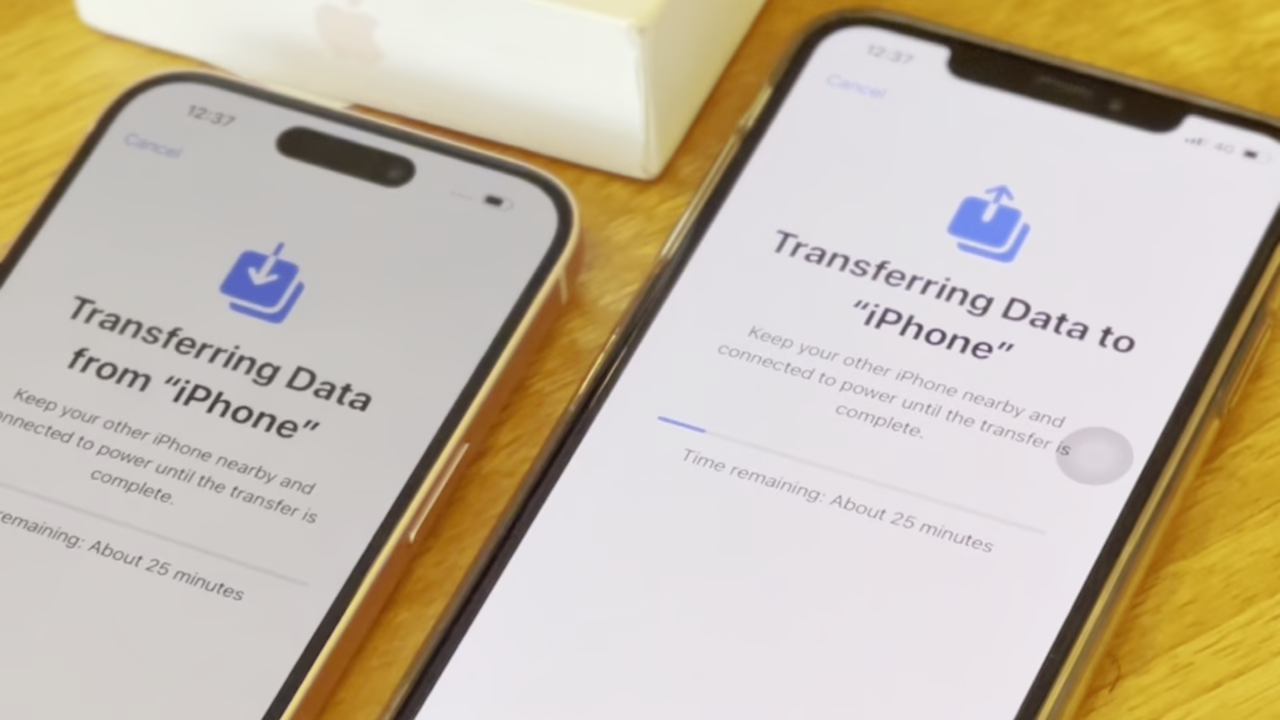 12:37
Cancel
Transferring Data
from “iPhone”
Keep your other iPhone nearby and
connected to power until the transfer is
complete.
remaining: About 25 minutes
12:37
Cancel
4G
Transferring Data to
“iPhone”
Keep your other iPhone nearby and
connected to power until the transfer is
complete.
Time remaining: About 25 minutes